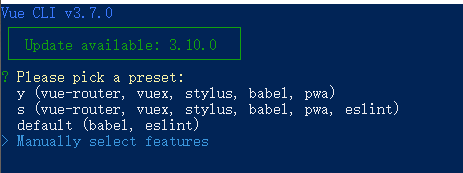 Vue CLI v3.7.0
Update available: 3.10.0
? Please pick a preset:
y (vue-router, vuex, stylus, babel, pwa)
s (vue-router, vuex, stylus, babel, pwa, eslint)
default (babel, eslint)
> Manually select features